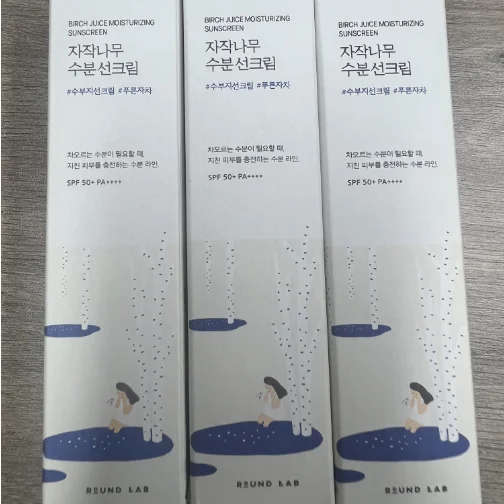 BIRCH JUICE MOISTURIZING
SUNSCREEN
자작나무
수분선크림
#수부지선크림 #푸른자차
차오르는 수분이 필요할 때,
지친 피부를 충전하는 수분 라인.
SPF 50+ PA++++
ROUND LAB
BIRCH JUICE MOISTURIZING
SUNSCREEN
자작나무
수분선크림
#수부지선크림 #푸른자차
차오르는 수분이 필요할 때,
지친 피부를 충전하는 수분 라인.
SPF 50+ PA++++
ROUND LAB
BIRCH JUICE MOISTURIZING
SUNSCREEN
자작나무
수분선크림
#수부지선크림 #푸른자차
차오르는 수분이 필요할 때,
지친 피부를 충전하는 수분 라인.
SPF 50+ PA++++
ROUND LAB